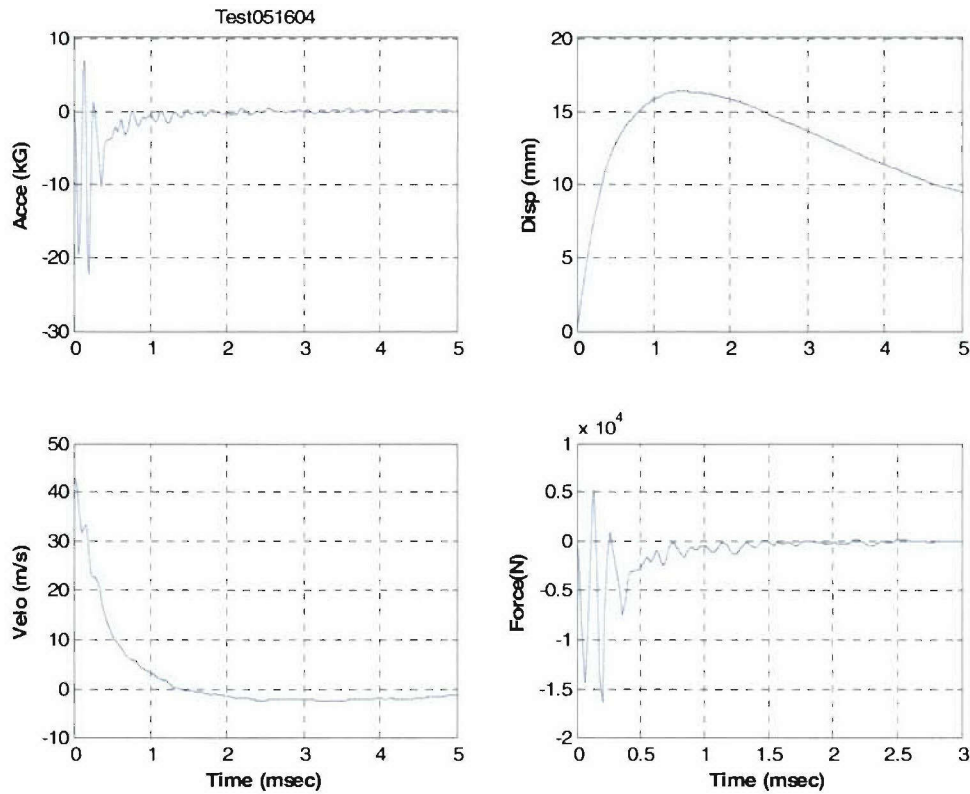 Test051604
10
0
-10
-20
-30
Acce (kG)
0 1 2 3 4 5
20
15
10
5
0
Disp (mm)
0 1 2 3 4 5
50
40
30
20
10
0
-10
Velo (m/s)
0 1 2 3 4 5
Time (msec)
x 10^4
1
0.5
0
-0.5
-1
-1.5
-2
Force(N)
0 0.5 1 1.5 2 2.5 3
Time (msec)